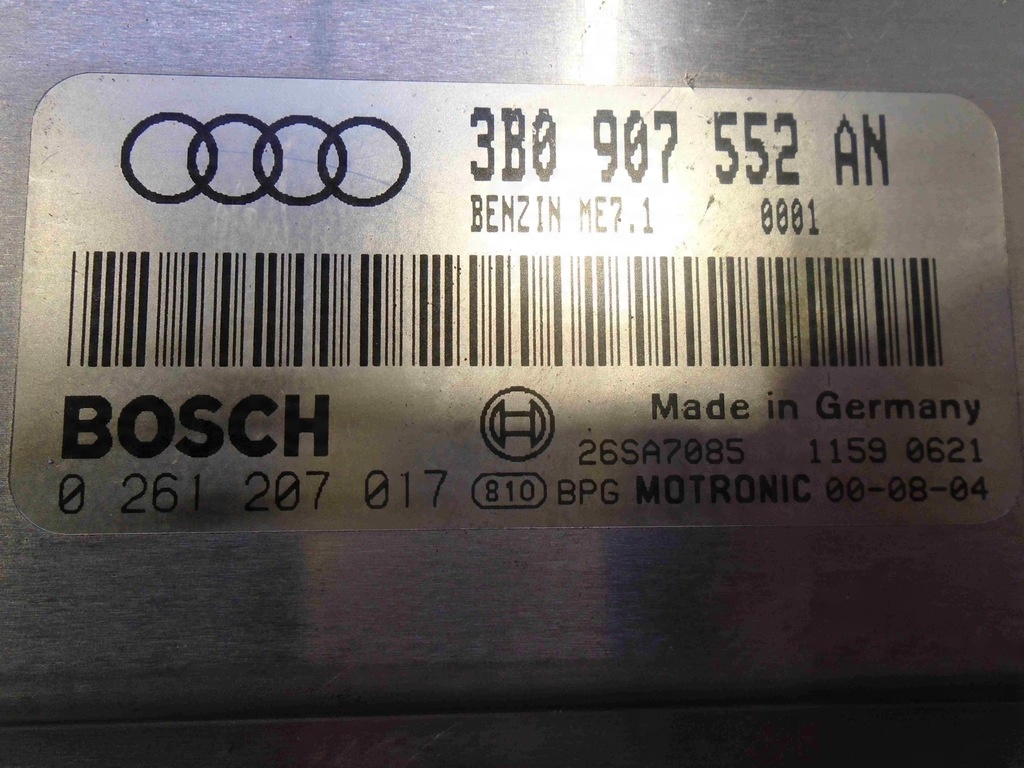 3B0 907 552 AN
BENZIN ME7.1 0001
BOSCH
Made in Germany
26SA7085 1159 0621
0 261 207 017 810 BPG MOTRONIC 00-08-04